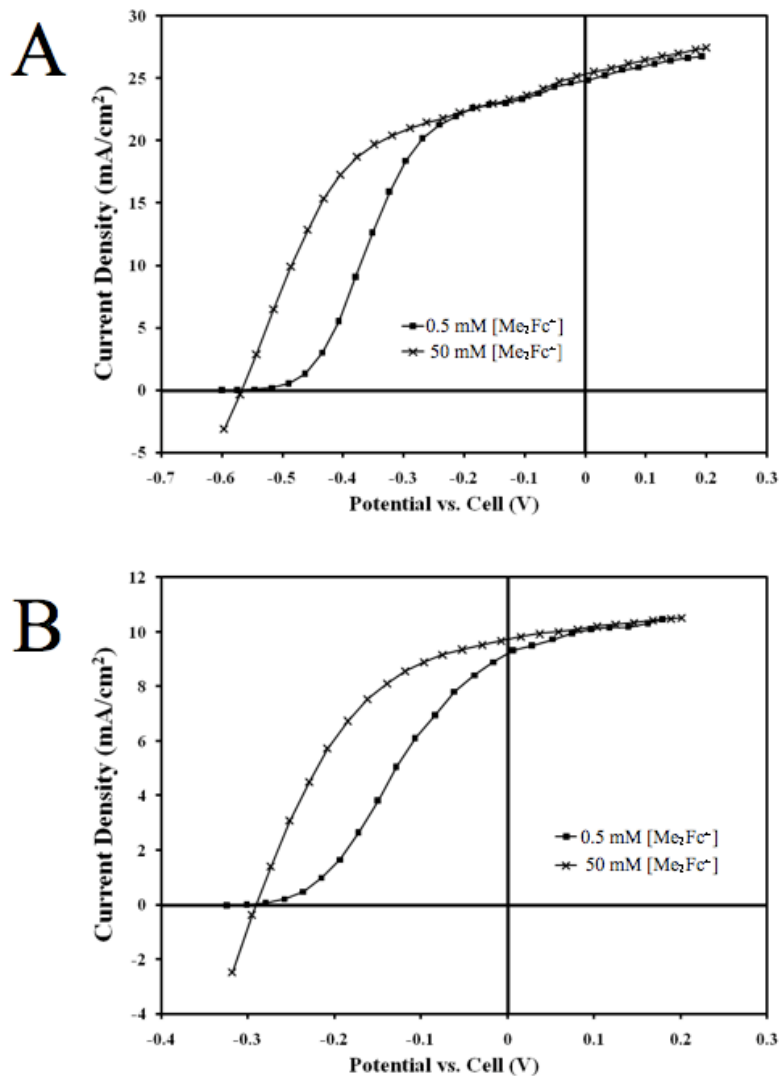 A
30
25
20
15
10
5
0
-5
Current Density (mA/cm²)
0.5 mM [Me₂Fc⁺]
50 mM [Me₂Fc⁺]
-0.7 -0.6 -0.5 -0.4 -0.3 -0.2 -0.1 0 0.1 0.2 0.3
Potential vs. Cell (V)
B
12
10
8
6
4
2
0
-2
-4
Current Density (mA/cm²)
0.5 mM [Me₂Fc⁺]
50 mM [Me₂Fc⁺]
-0.4 -0.3 -0.2 -0.1 0 0.1 0.2 0.3
Potential vs. Cell (V)